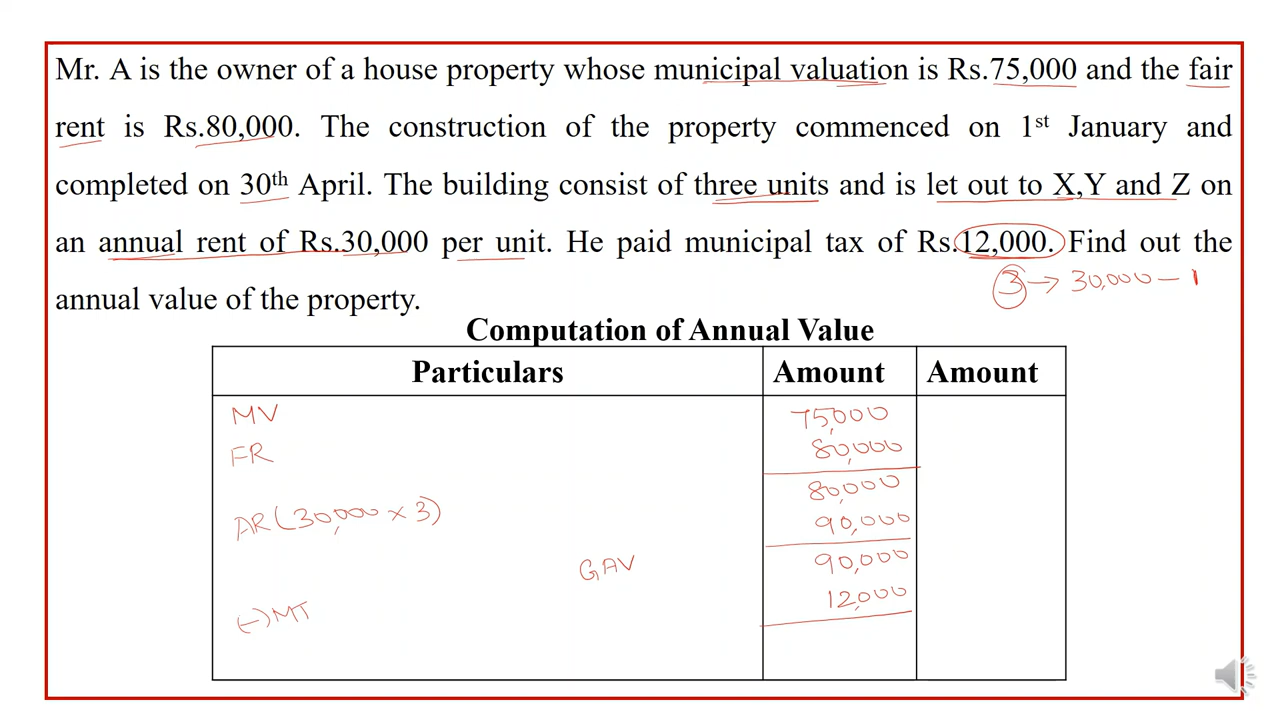 Mr. A is the owner of a house property whose municipal valuation is Rs.75,000 and the fair
rent is Rs.80,000. The construction of the property commenced on 1st January and
completed on 30th April. The building consist of three units and is let out to X,Y and Z on
an annual rent of Rs.30,000 per unit. He paid municipal tax of Rs.12,000. Find out the
annual value of the property.
3 → 30,000 – 1
Computation of Annual Value
Particulars Amount Amount
MV 75,000
FR 80,000
80,000
AR (30,000 × 3) 90,000
GAV 90,000
(–) MT 12,000